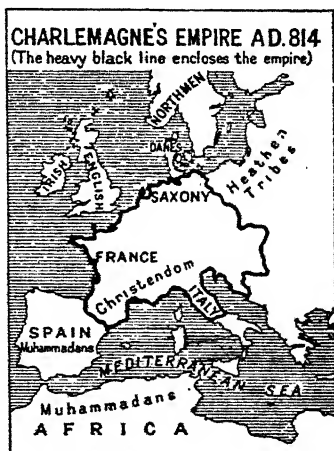 CHARLEMAGNE'S EMPIRE A.D. 814
(The heavy black line encloses the empire)
NORTHMEN
DANES
Heathen
Tribes
IRISH
ENGLISH
SAXONY
FRANCE
Christendom
ITALY
SPAIN
Muhammadans
MEDITERRANEAN SEA
Muhammadans
AFRICA